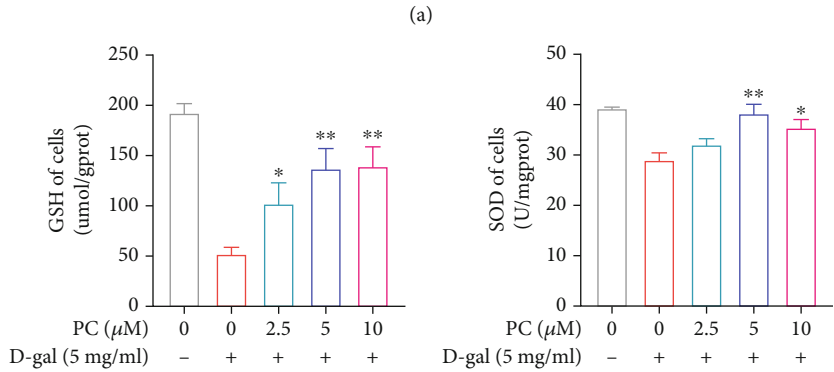 (a)
GSH of cells
(umol/gprot)
250
200
150
100
50
0
*
**
**
PC (μM) 0 0 2.5 5 10
D-gal (5 mg/ml) – + + + +
SOD of cells
(U/mgprot)
50
40
30
20
10
0
**
*
PC (μM) 0 0 2.5 5 10
D-gal (5 mg/ml) – + + + +